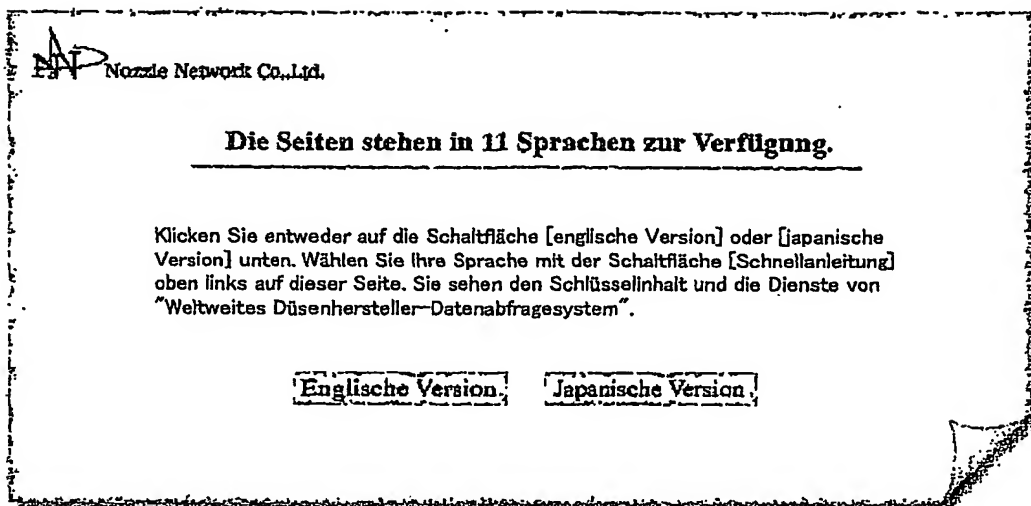 Nozzle Network Co.,Ltd.
Die Seiten stehen in 11 Sprachen zur Verfügung.
Klicken Sie entweder auf die Schaltfläche [englische Version] oder [japanische
Version] unten. Wählen Sie Ihre Sprache mit der Schaltfläche [Schnellanleitung]
oben links auf dieser Seite. Sie sehen den Schlüsselinhalt und die Dienste von
"Weltweites Düsenhersteller-Datenabfragesystem".
Englische Version Japanische Version